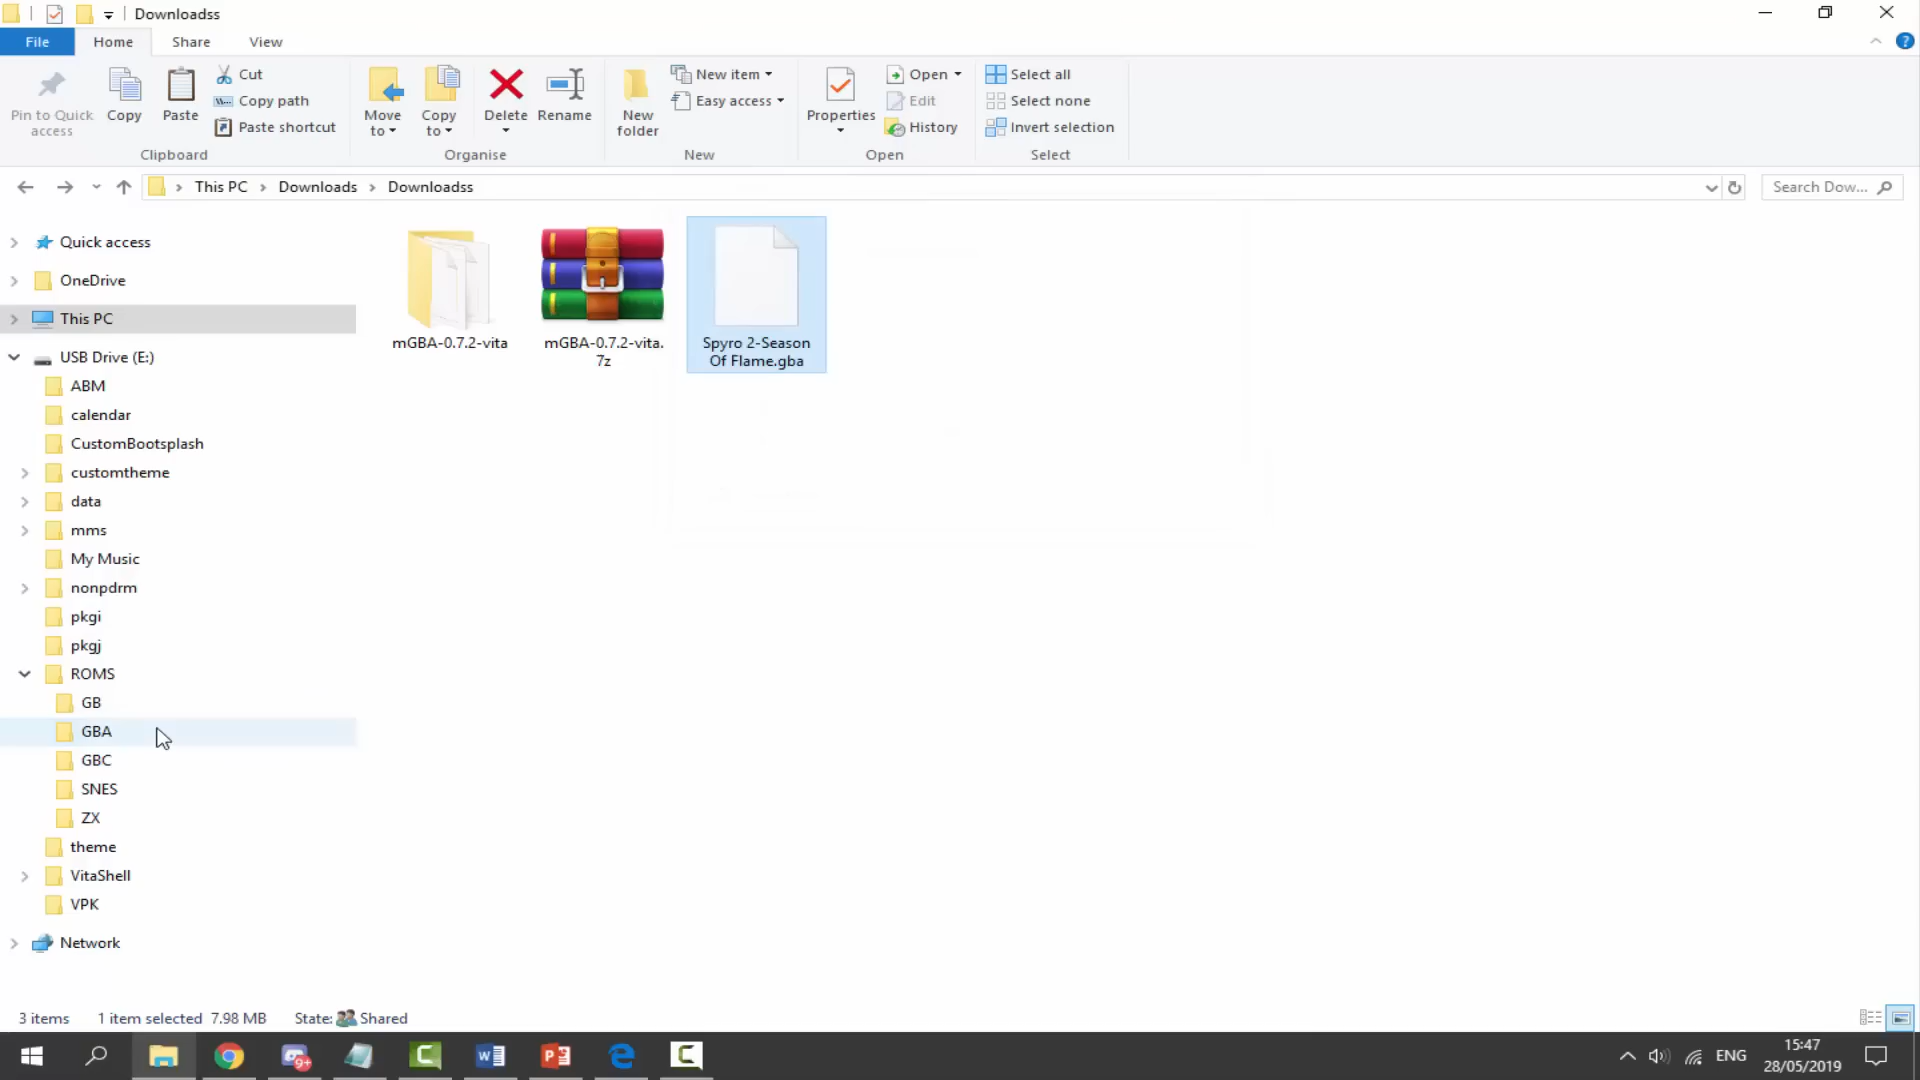 Downloadss
File
Home
Share
View
Pin to Quick
access
Copy
Paste
Cut
Copy path
Paste shortcut
Clipboard
Move
to
Copy
to
Delete
Rename
Organise
New
folder
New item
Easy access
New
Properties
Open
Edit
History
Open
Select all
Select none
Invert selection
Select
This PC
Downloads
Downloadss
Search Dow...
Quick access
OneDrive
This PC
USB Drive (E:)
ABM
calendar
CustomBootsplash
customtheme
data
mms
My Music
nonpdrm
pkgi
pkgj
ROMS
GB
GBA
GBC
SNES
ZX
theme
VitaShell
VPK
Network
mGBA-0.7.2-vita
mGBA-0.7.2-vita.
7z
Spyro 2-Season
Of Flame.gba
3 items
1 item selected 7.98 MB
State: Shared
9+
ENG
15:47
28/05/2019